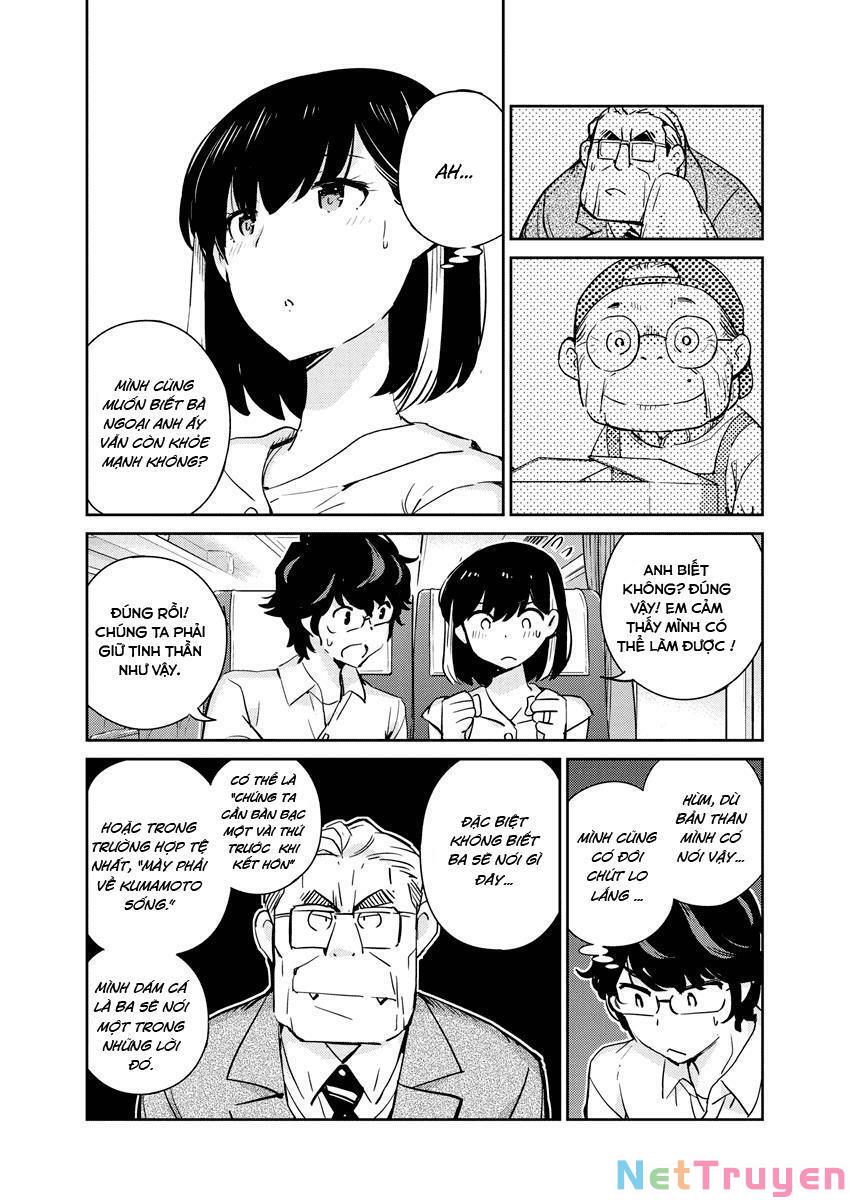 AH...
MÌNH CŨNG
MUỐN BIẾT BÀ
NGOẠI ANH ẤY
VẪN CÒN KHỎE
MẠNH KHÔNG?
ANH BIẾT
KHÔNG? ĐÚNG
VẬY! EM CẢM
THẤY MÌNH CÓ
THỂ LÀM ĐƯỢC !
ĐÚNG RỒI!
CHÚNG TA PHẢI
GIỮ TINH THẦN
NHƯ VẬY.
HỪM, DÙ
BẢN THÂN
MÌNH CÓ
NÓI VẬY...
MÌNH CŨNG
CÓ ĐÔI
CHÚT LO
LẮNG ...
ĐẶC BIỆT
KHÔNG BIẾT
BA SẼ NÓI GÌ
ĐÂY...
CÓ THỂ LÀ
"CHÚNG TA
CẦN BÀN BẠC
MỘT VÀI THỨ
TRƯỚC KHI
KẾT HÔN"
HOẶC TRONG
TRƯỜNG HỢP TỆ
NHẤT, "MÀY PHẢI
VỀ KUMAMOTO
SỐNG."
MÌNH DÁM CÁ
LÀ BA SẼ NÓI
MỘT TRONG
NHỮNG LỜI
ĐÓ.
NetTruyen